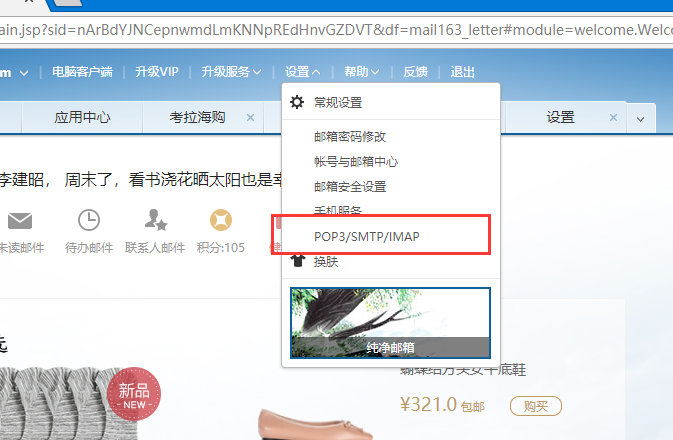 ain.jsp?sid=nArBdYJNCepnwmdLmKNNpREdHnvGZDVT&df=mail163_letter#module=welcome.Welco
m 电脑客户端 升级VIP 升级服务 设置 帮助 反馈 退出
应用中心 考拉海购 × 设置 ×
常规设置
邮箱密码修改
帐号与邮箱中心
邮箱安全设置
手机服务
POP3/SMTP/IMAP
换肤
纯净邮箱
李建昭， 周末了，看书浇花晒太阳也是幸
未读邮件 待办邮件 联系人邮件 积分:105
新品
- NEW -
蝴蝶结方头女平底鞋
¥321.0 包邮 购买